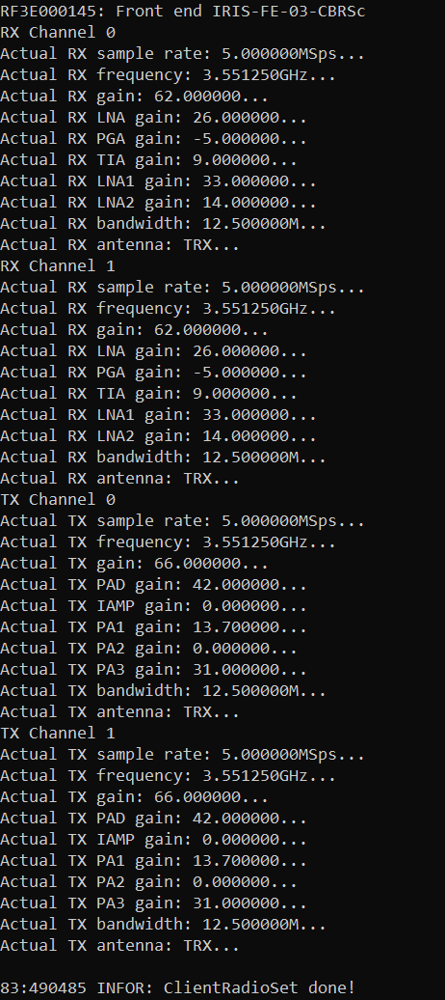 RF3E000145: Front end IRIS-FE-03-CBRSc
RX Channel 0
Actual RX sample rate: 5.000000MSps...
Actual RX frequency: 3.551250GHz...
Actual RX gain: 62.000000...
Actual RX LNA gain: 26.000000...
Actual RX PGA gain: -5.000000...
Actual RX TIA gain: 9.000000...
Actual RX LNA1 gain: 33.000000...
Actual RX LNA2 gain: 14.000000...
Actual RX bandwidth: 12.500000M...
Actual RX antenna: TRX...
RX Channel 1
Actual RX sample rate: 5.000000MSps...
Actual RX frequency: 3.551250GHz...
Actual RX gain: 62.000000...
Actual RX LNA gain: 26.000000...
Actual RX PGA gain: -5.000000...
Actual RX TIA gain: 9.000000...
Actual RX LNA1 gain: 33.000000...
Actual RX LNA2 gain: 14.000000...
Actual RX bandwidth: 12.500000M...
Actual RX antenna: TRX...
TX Channel 0
Actual TX sample rate: 5.000000MSps...
Actual TX frequency: 3.551250GHz...
Actual TX gain: 66.000000...
Actual TX PAD gain: 42.000000...
Actual TX IAMP gain: 0.000000...
Actual TX PA1 gain: 13.700000...
Actual TX PA2 gain: 0.000000...
Actual TX PA3 gain: 31.000000...
Actual TX bandwidth: 12.500000M...
Actual TX antenna: TRX...
TX Channel 1
Actual TX sample rate: 5.000000MSps...
Actual TX frequency: 3.551250GHz...
Actual TX gain: 66.000000...
Actual TX PAD gain: 42.000000...
Actual TX IAMP gain: 0.000000...
Actual TX PA1 gain: 13.700000...
Actual TX PA2 gain: 0.000000...
Actual TX PA3 gain: 31.000000...
Actual TX bandwidth: 12.500000M...
Actual TX antenna: TRX...
83:490485 INFOR: ClientRadioSet done!